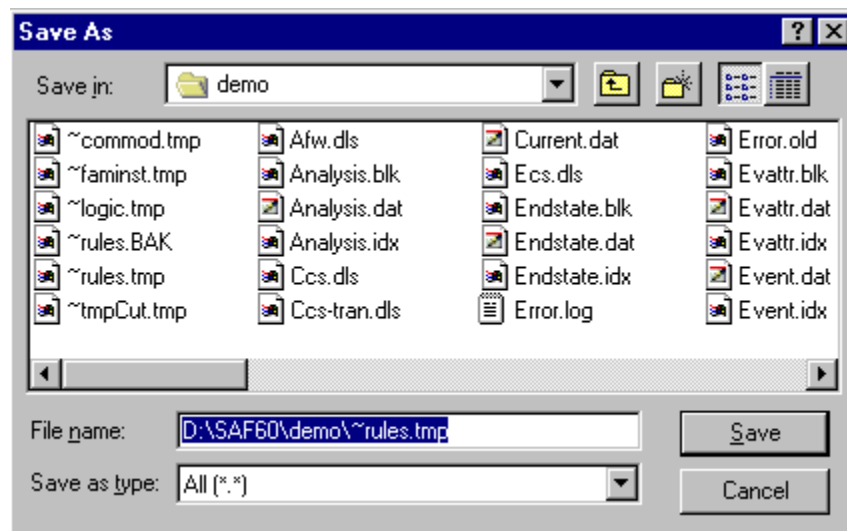 Save As
Save in: demo
~commod.tmp Afw.dls Current.dat Error.old
~faminst.tmp Analysis.blk Ecs.dls Evattr.blk
~logic.tmp Analysis.dat Endstate.blk Evattr.dat
~rules.BAK Analysis.idx Endstate.dat Evattr.idx
~rules.tmp Ccs.dls Endstate.idx Event.dat
~tmpCut.tmp Ccs-tran.dls Error.log Event.idx
File name: D:\SAF60\demo\~rules.tmp Save
Save as type: All (*.*) Cancel